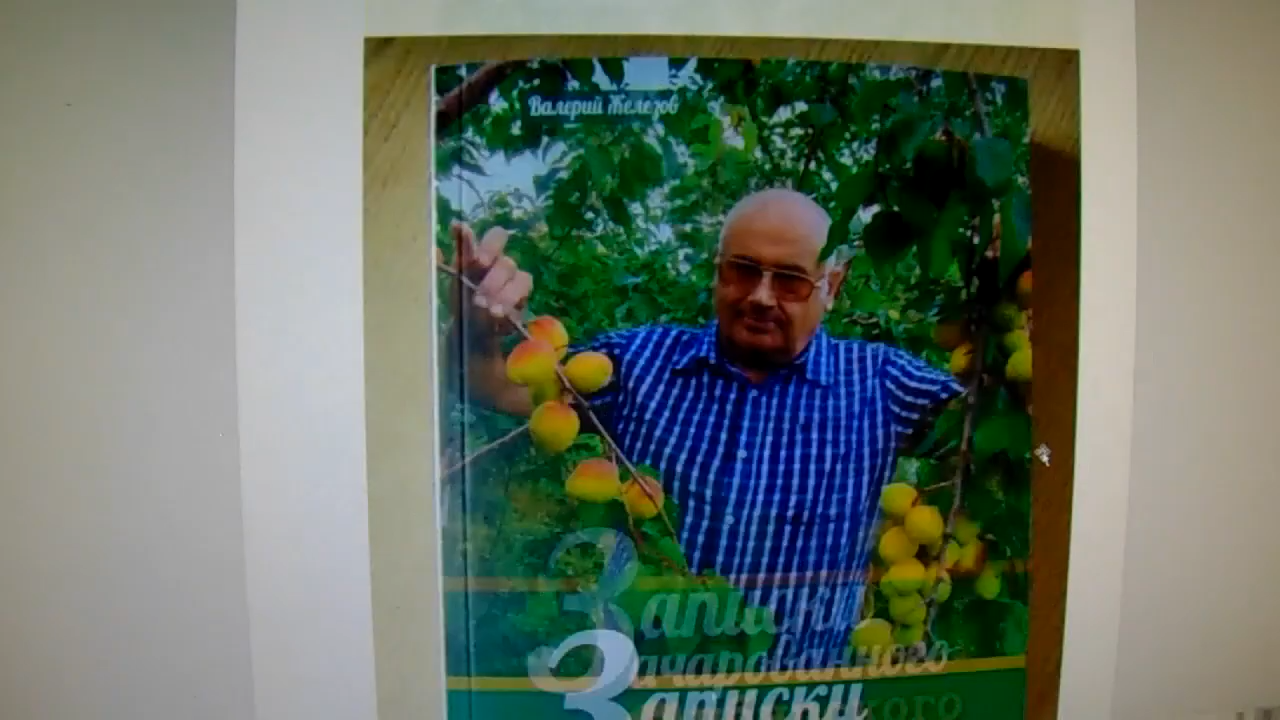 Валерий Железов
Записки
Зачарованного
Записки